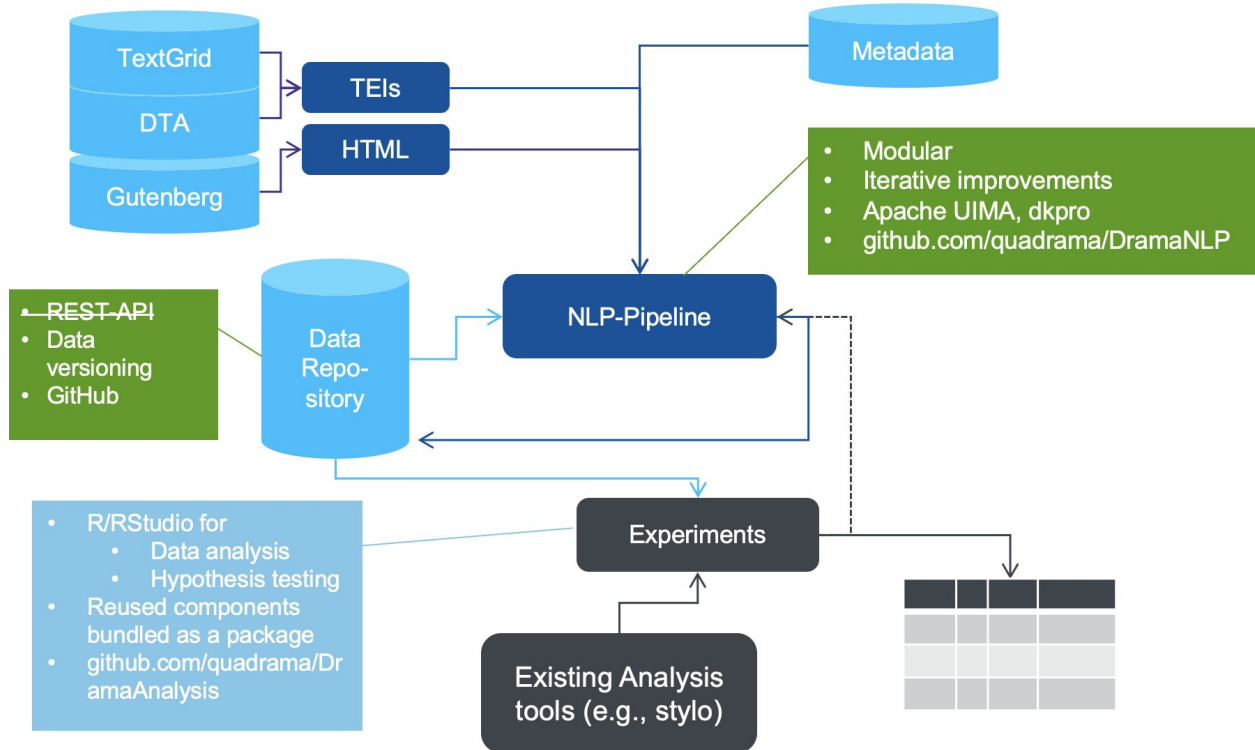 TextGrid
DTA
Gutenberg
TEIs
HTML
Metadata
• Modular
• Iterative improvements
• Apache UIMA, dkpro
• github.com/quadrama/DramaNLP
NLP-Pipeline
• REST-API
• Data
versioning
• GitHub
Data
Repo-
sitory
• R/RStudio for
• Data analysis
• Hypothesis testing
• Reused components
bundled as a package
• github.com/quadrama/Dr
amaAnalysis
Experiments
Existing Analysis
tools (e.g., stylo)